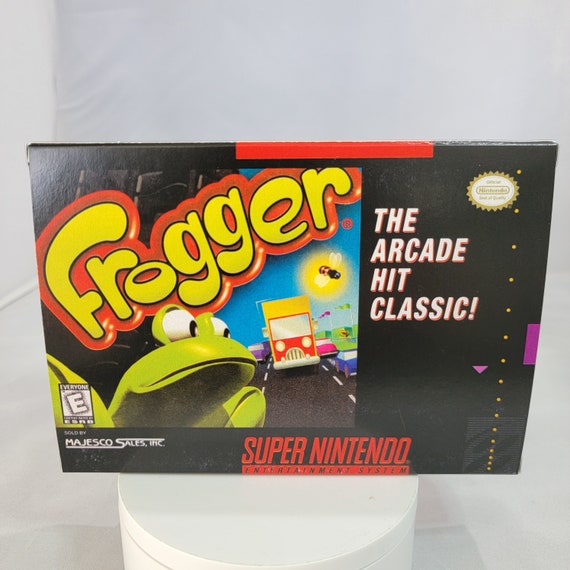 Frogger®
THE
ARCADE
HIT
CLASSIC!
Official
Nintendo
Seal of Quality
EVERYONE
E
ESRB
SOLD BY
MAJESCO SALES, INC.
SUPER NINTENDO
ENTERTAINMENT SYSTEM